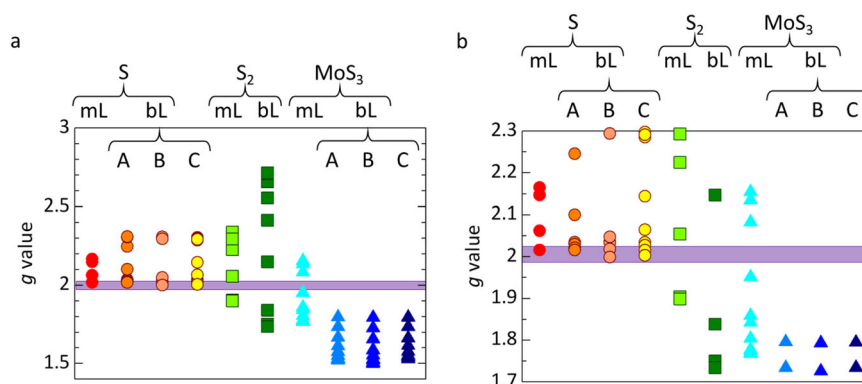 a
S
S2
MoS3
mL
bL
mL
bL
mL
bL
A
B
C
A
B
C
3
2.5
2
1.5
g value
b
S
S2
MoS3
mL
bL
mL
bL
mL
bL
A
B
C
A
B
C
2.3
2.2
2.1
2
1.9
1.8
1.7
g value